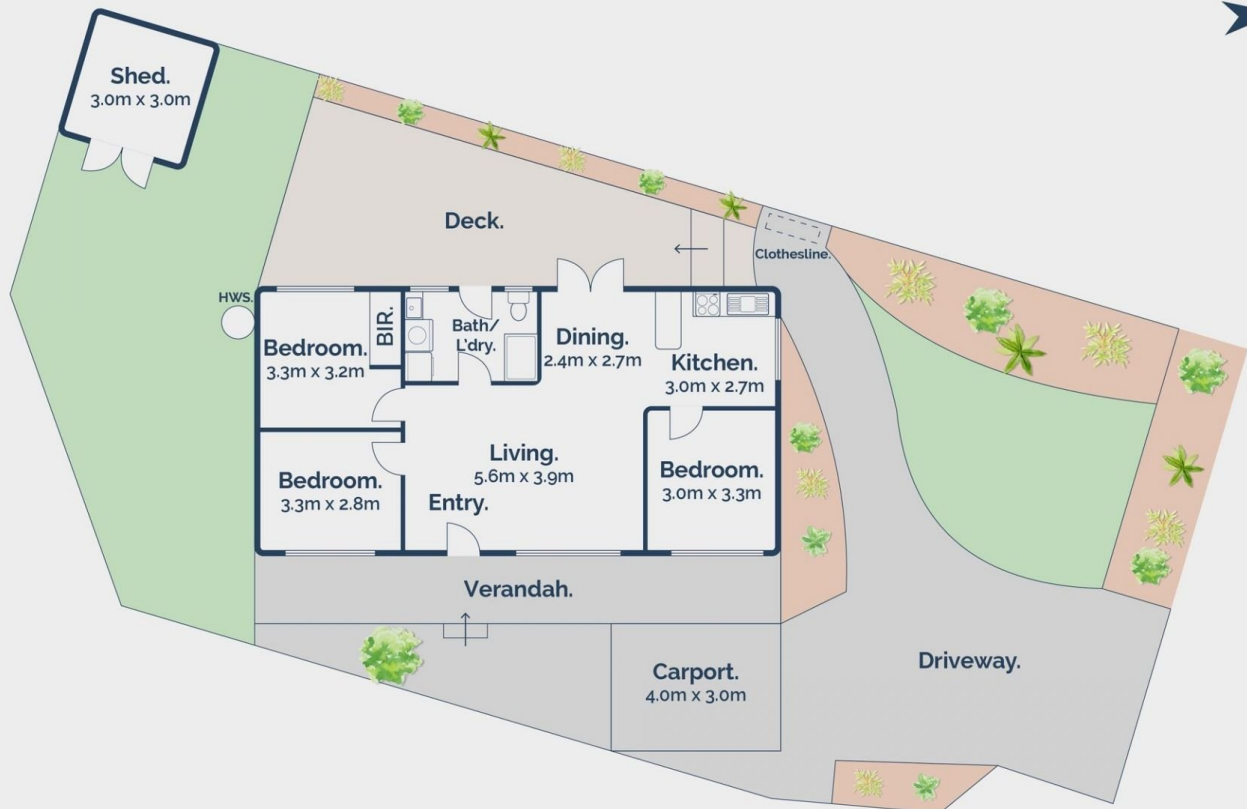 Shed.
3.0m x 3.0m
Deck.
Clothesline.
HWS.
BIR.
Bath/
L'dry.
Dining.
2.4m x 2.7m
Bedroom.
3.3m x 3.2m
Kitchen.
3.0m x 2.7m
Living.
5.6m x 3.9m
Bedroom.
3.0m x 3.3m
Bedroom.
3.3m x 2.8m
Entry.
Verandah.
Carport.
4.0m x 3.0m
Driveway.